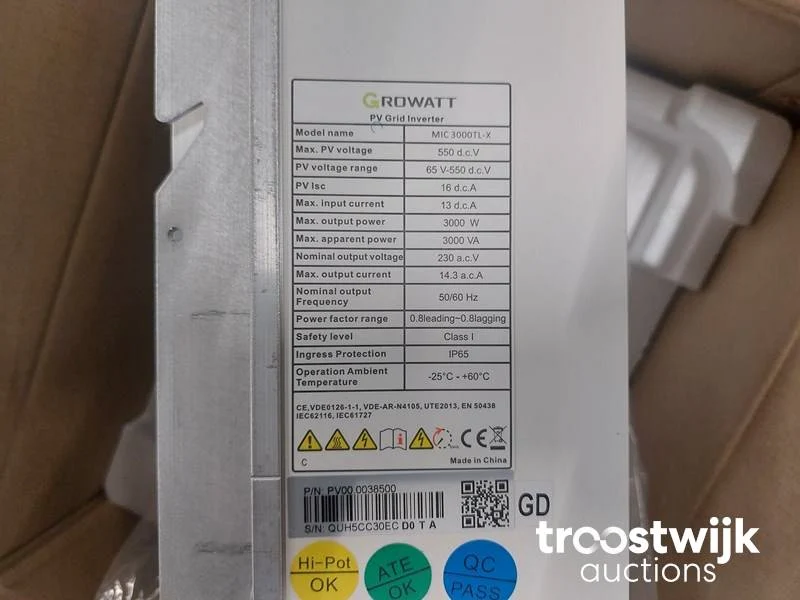 GROWATT
PV Grid Inverter
Model name MIC 3000TL-X
Max. PV voltage 550 d.c.V
PV voltage range 65 V-550 d.c.V
PV Isc 16 d.c.A
Max. input current 13 d.c.A
Max. output power 3000 W
Max. apparent power 3000 VA
Nominal output voltage 230 a.c.V
Max. output current 14.3 a.c.A
Nominal output
Frequency 50/60 Hz
Power factor range 0.8leading~0.8lagging
Safety level Class I
Ingress Protection IP65
Operation Ambient
Temperature -25°C - +60°C
CE,VDE0126-1-1, VDE-AR-N4105, UTE2013, EN 50438
IEC62116, IEC61727
CE
C Made in China
P/N: PV00.0038500
S/N: QUH5CC30EC D0 T A
GD
Hi-Pot
OK
ATE
OK
QC
PASS
troostwijk
auctions